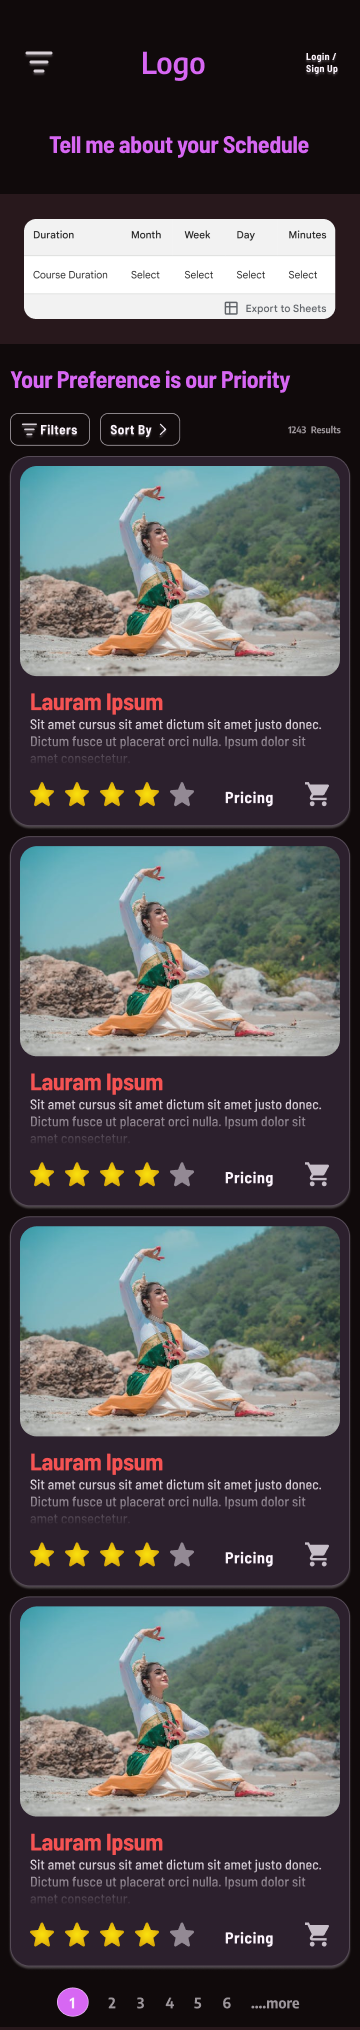 Logo
Login /
Sign Up
Tell me about your Schedule
Duration Month Week Day Minutes
Course Duration Select Select Select Select
Export to Sheets
Your Preference is our Priority
Filters Sort By 1243 Results
Lauram Ipsum
Sit amet cursus sit amet dictum sit amet justo donec.
Dictum fusce ut placerat orci nulla. Ipsum dolor sit
amet consectetur.
Pricing
Lauram Ipsum
Sit amet cursus sit amet dictum sit amet justo donec.
Dictum fusce ut placerat orci nulla. Ipsum dolor sit
amet consectetur.
Pricing
Lauram Ipsum
Sit amet cursus sit amet dictum sit amet justo donec.
Dictum fusce ut placerat orci nulla. Ipsum dolor sit
amet consectetur.
Pricing
Lauram Ipsum
Sit amet cursus sit amet dictum sit amet justo donec.
Dictum fusce ut placerat orci nulla. Ipsum dolor sit
amet consectetur.
Pricing
1 2 3 4 5 6 ....more